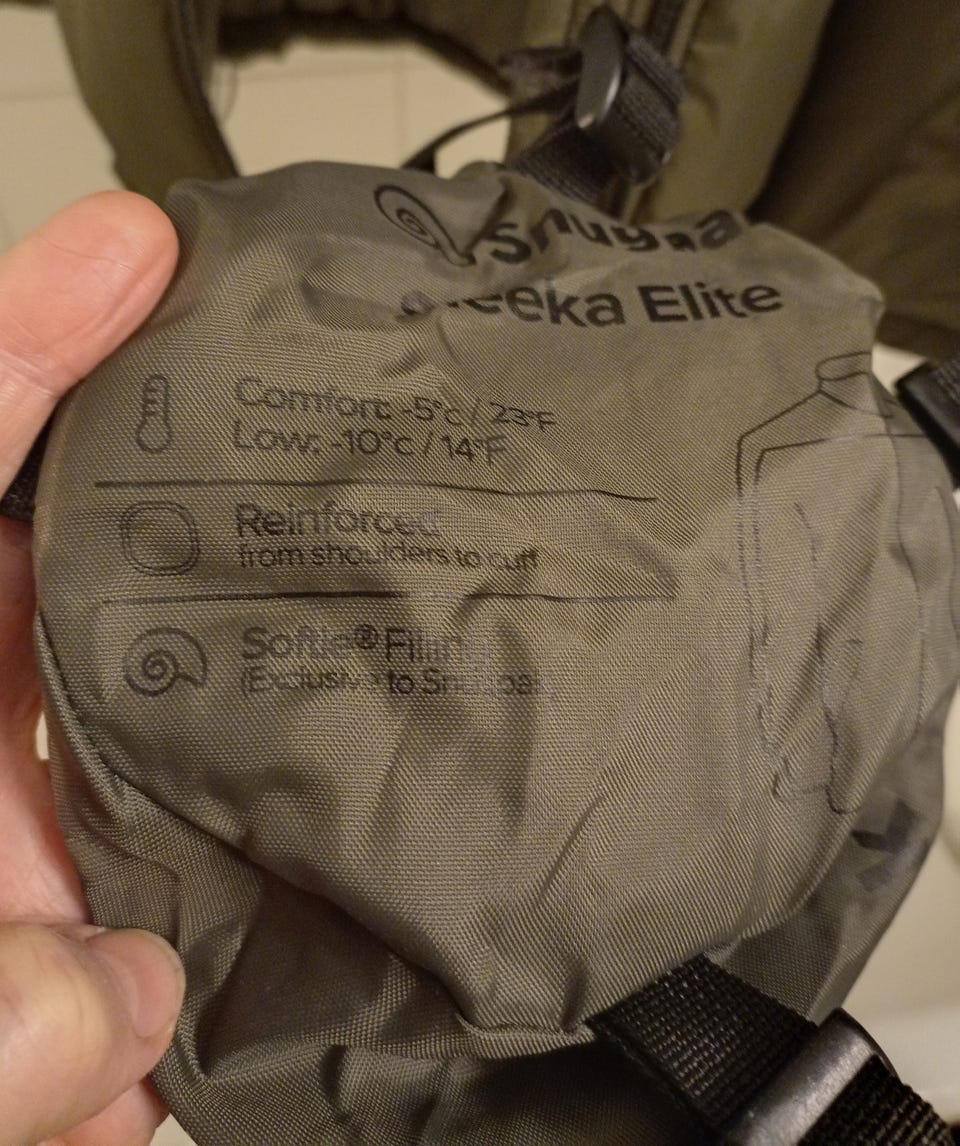 Snugpak
Sleeka Elite
Comfort: -5°c / 23°F
Low: -10°c / 14°F
Reinforced
from shoulders to cuff
Softie® Filling
(Exclusive to Snugpak)